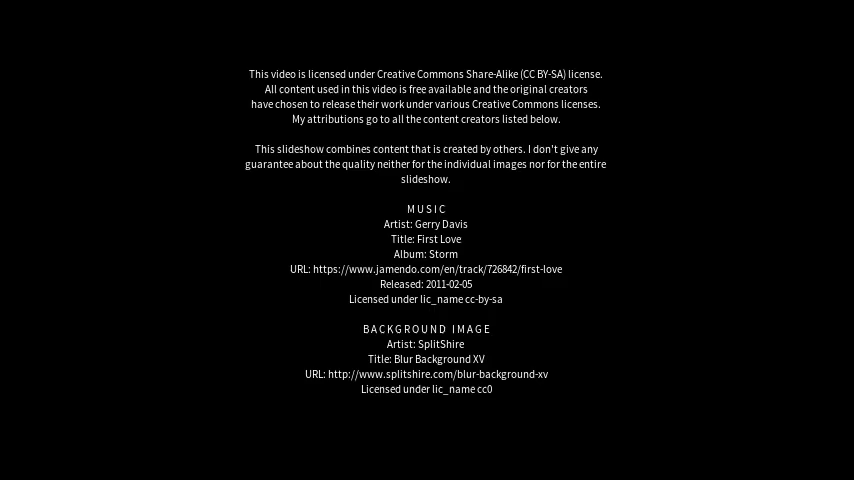 This video is licensed under Creative Commons Share-Alike (CC BY-SA) license.
All content used in this video is free available and the original creators
have chosen to release their work under various Creative Commons licenses.
My attributions go to all the content creators listed below.
This slideshow combines content that is created by others. I don't give any
guarantee about the quality neither for the individual images nor for the entire
slideshow.
MUSIC
Artist: Gerry Davis
Title: First Love
Album: Storm
URL: https://www.jamendo.com/en/track/726842/first-love
Released: 2011-02-05
Licensed under lic_name cc-by-sa
BACKGROUND IMAGE
Artist: SplitShire
Title: Blur Background XV
URL: http://www.splitshire.com/blur-background-xv
Licensed under lic_name cc0